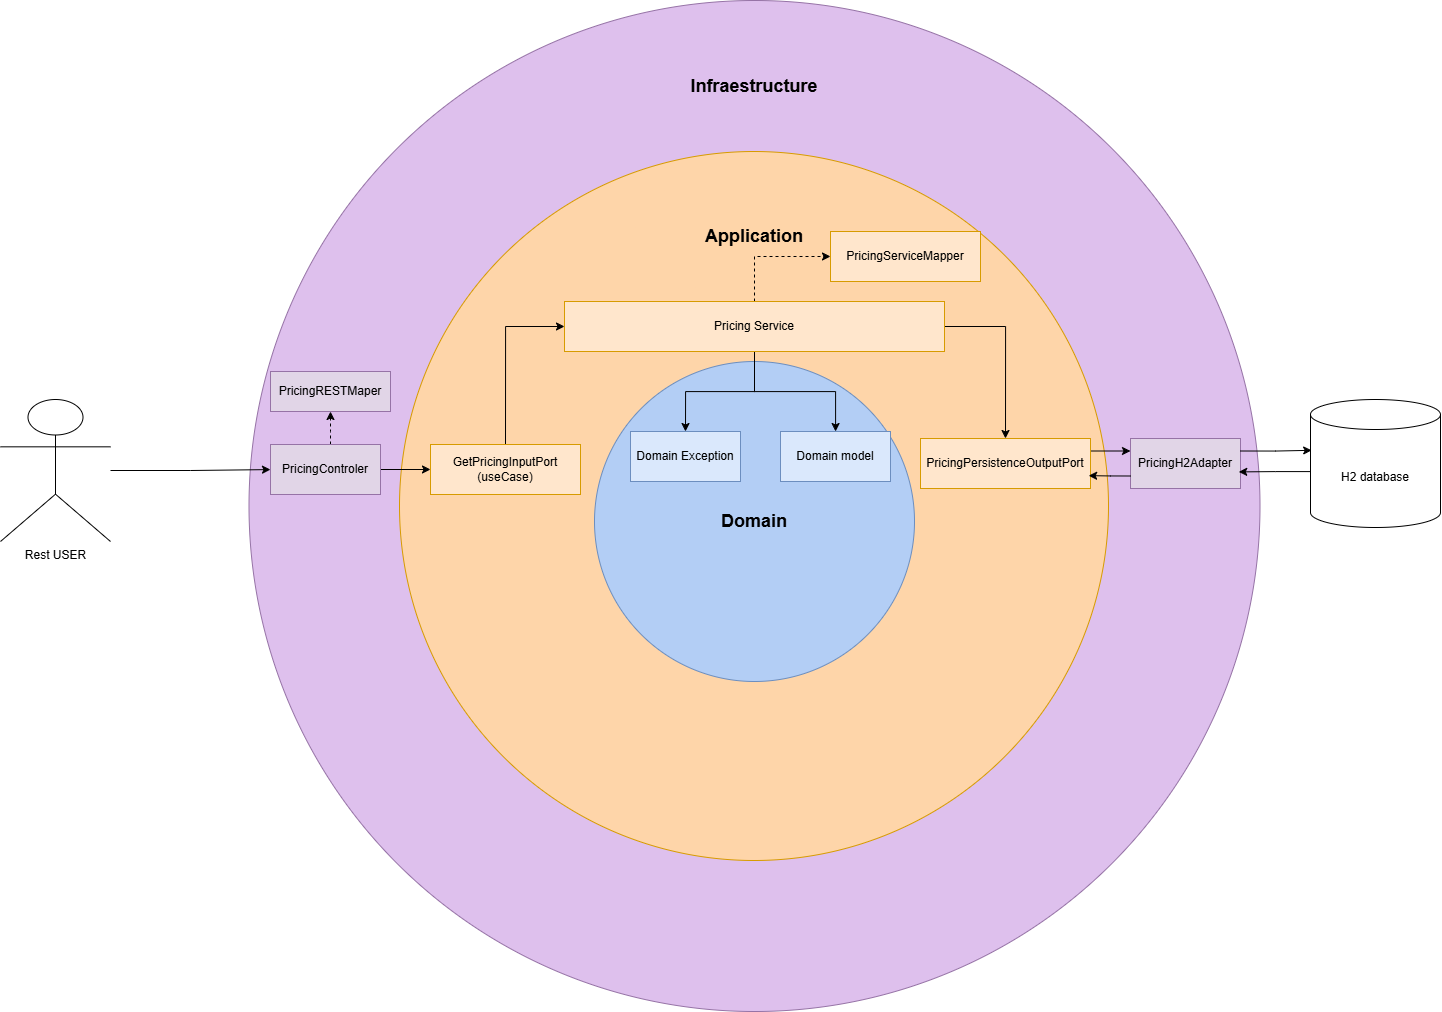 Infraestructure
Application
PricingServiceMapper
Pricing Service
PricingRESTMaper
PricingControler
GetPricingInputPort
(useCase)
Domain Exception
Domain model
PricingPersistenceOutputPort
PricingH2Adapter
H2 database
Domain
Rest USER